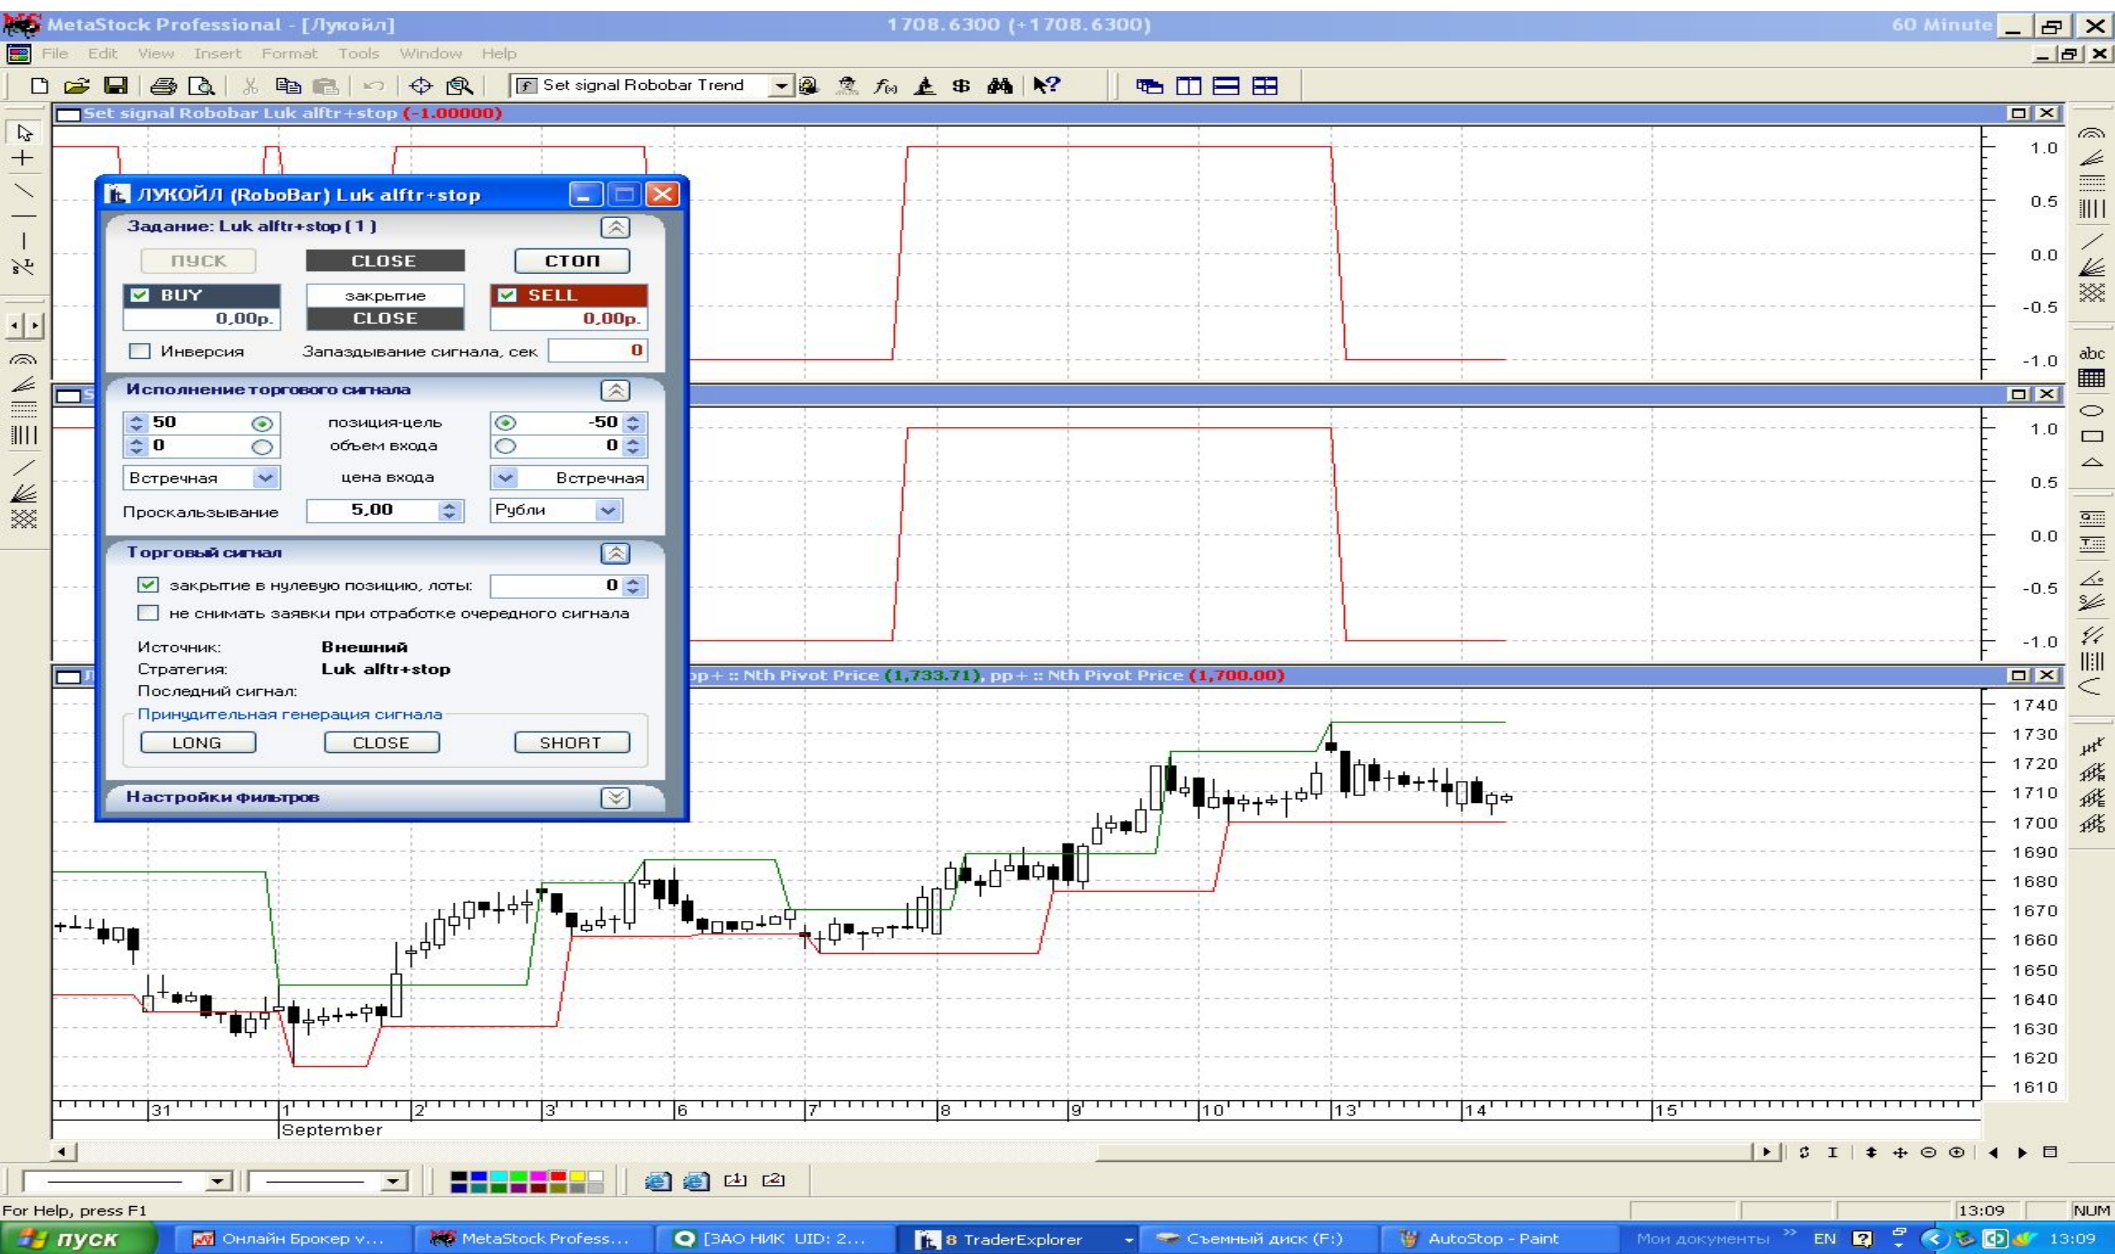 MetaStock Professional - [Лукойл] 1708.6300 (+1708.6300) 60 Minute
File Edit View Insert Format Tools Window Help
Set signal Robobar Trend
Set signal Robobar Luk alftr+stop (-1.00000)
1.0
0.5
0.0
-0.5
-1.0
ЛУКОЙЛ (RoboBar) Luk alftr+stop
Задание: Luk alftr+stop ( 1 )
ПУСК CLOSE СТОП
BUY закрытие SELL
0,00р. CLOSE 0,00р.
Инверсия Запаздывание сигнала, сек 0
Исполнение торгового сигнала
50 позиция-цель -50
0 объем входа 0
Встречная цена входа Встречная
Проскальзывание 5,00 Рубли
Торговый сигнал
закрытие в нулевую позицию, лоты: 0
не снимать заявки при отработке очередного сигнала
Источник: Внешний
Стратегия: Luk alftr+stop
Последний сигнал:
Принудительная генерация сигнала
LONG CLOSE SHORT
Настройки фильтров
1.0
0.5
0.0
-0.5
-1.0
pp+ :: Nth Pivot Price (1,733.71), pp+ :: Nth Pivot Price (1,700.00)
1740
1730
1720
1710
1700
1690
1680
1670
1660
1650
1640
1630
1620
1610
31 1 2 3 6 7 8 9 10 13 14 15
September
abc
For Help, press F1 13:09 NUM
пуск Онлайн Брокер v... MetaStock Profess... [ЗАО НИК UID: 2... 8 TraderExplorer Съемный диск (F:) AutoStop - Paint Мои документы » EN 13:09